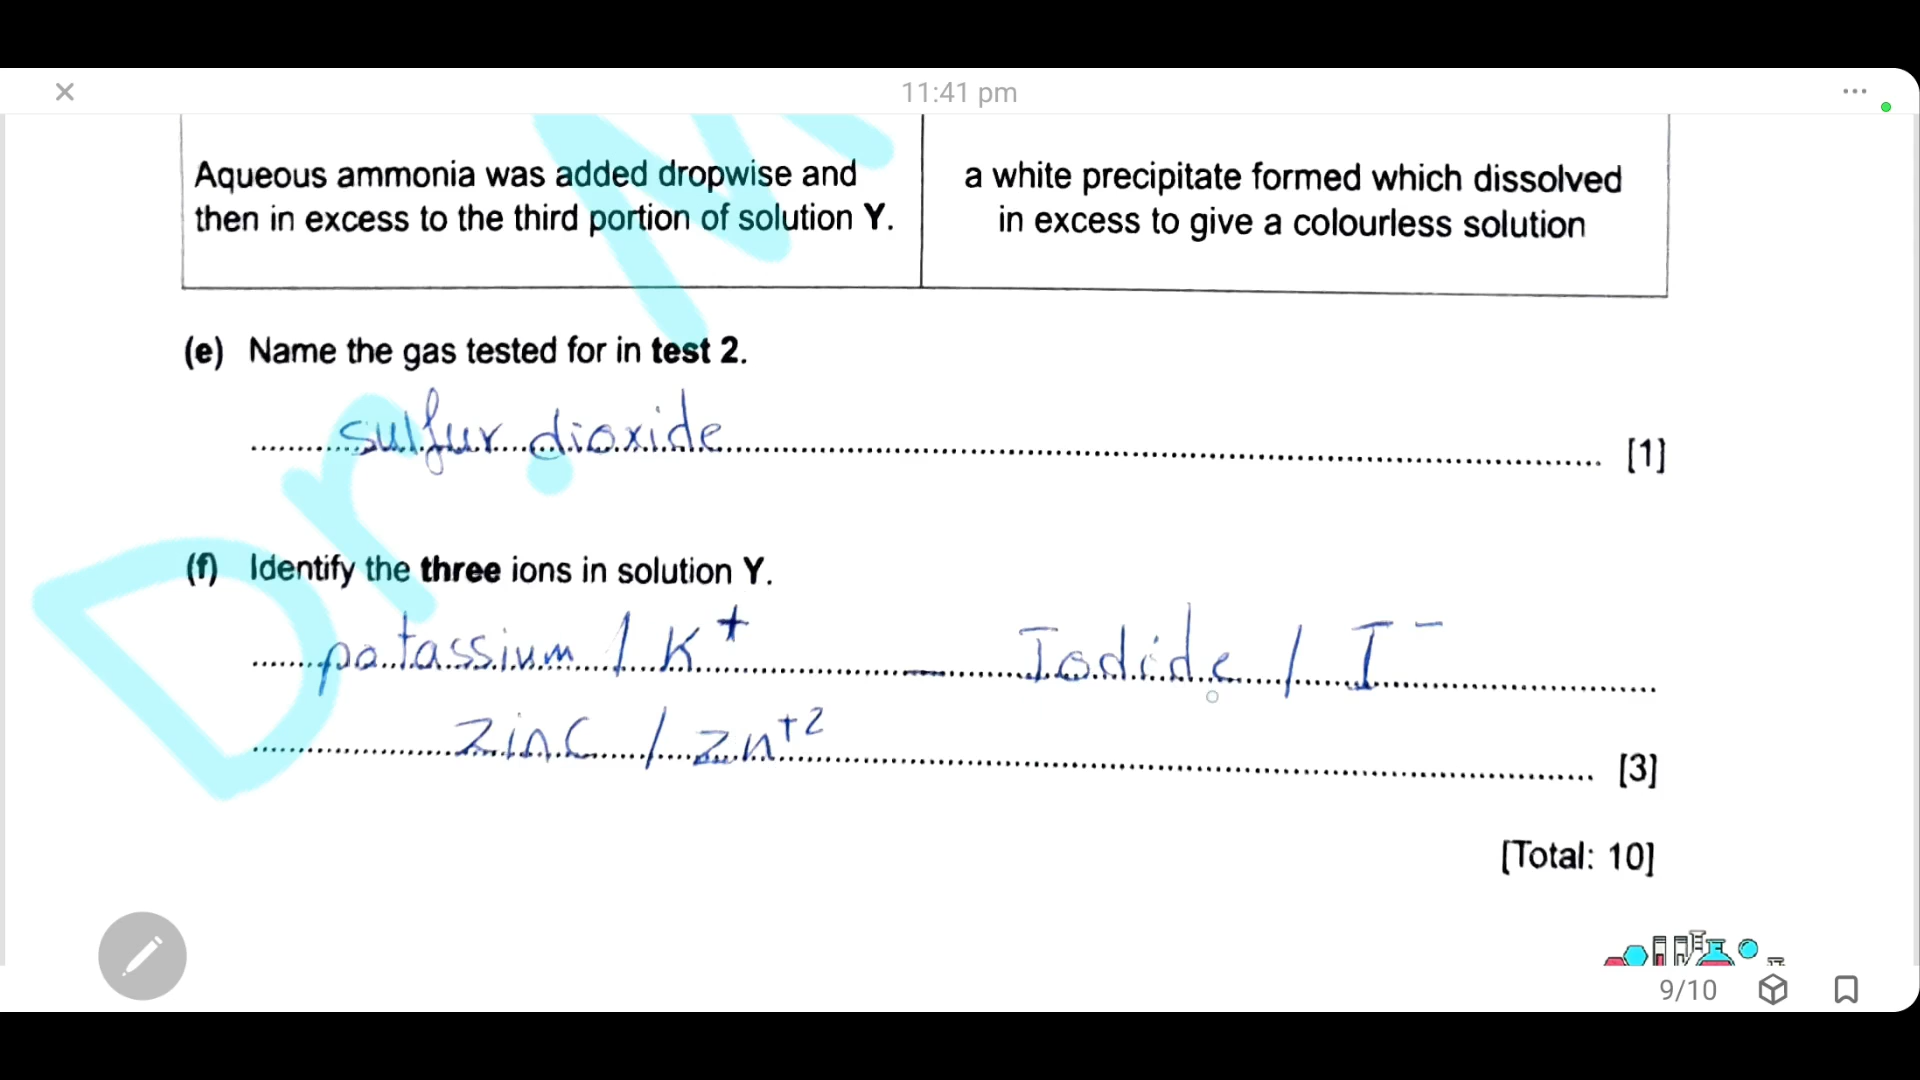 11:41 pm
Aqueous ammonia was added dropwise and
then in excess to the third portion of solution Y.
a white precipitate formed which dissolved
in excess to give a colourless solution
(e) Name the gas tested for in test 2.
sulfur dioxide [1]
(f) Identify the three ions in solution Y.
potassium / K⁺ – Iodide / I⁻
zinc / Zn⁺² [3]
[Total: 10]
Dr. M
9/10